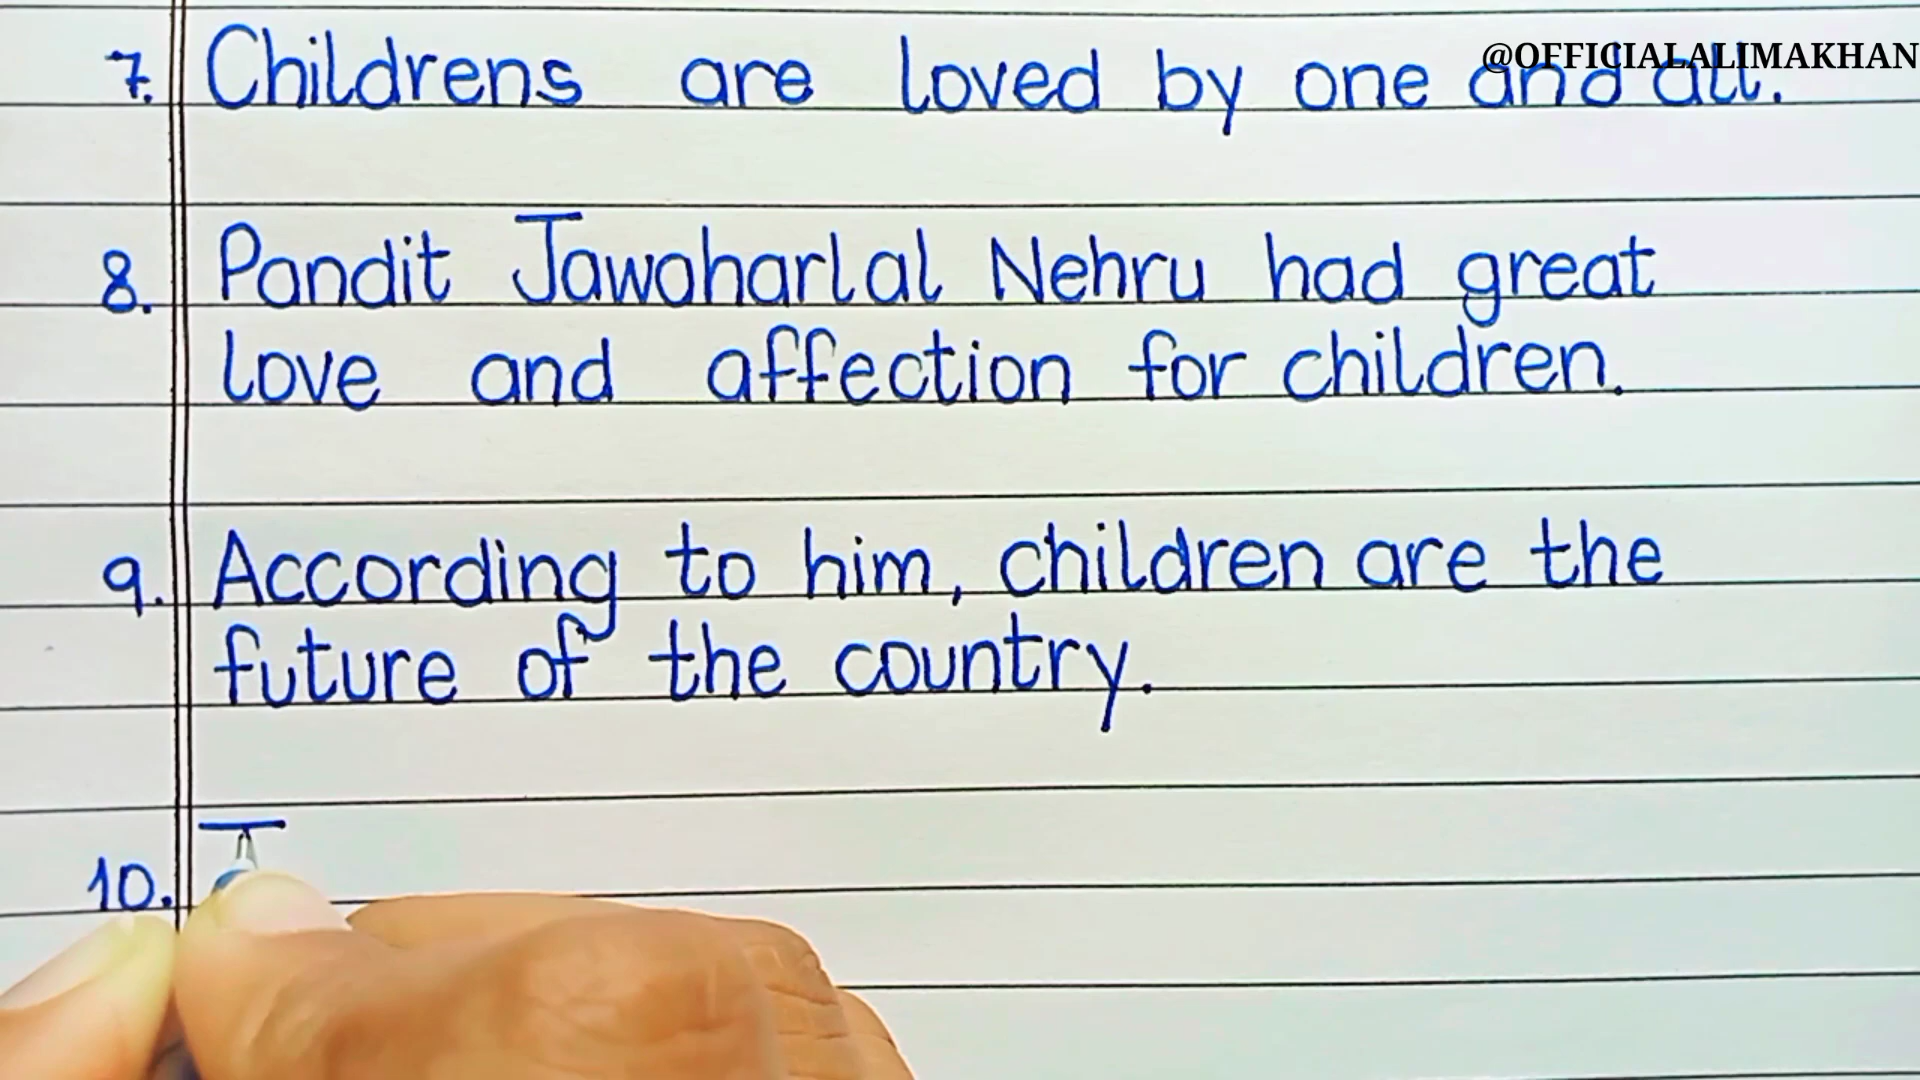 @OFFICIALALIMAKHAN
7. Childrens are loved by one and all.
8. Pandit Jawaharlal Nehru had great
love and affection for children.
9. According to him, children are the
future of the country.
10.